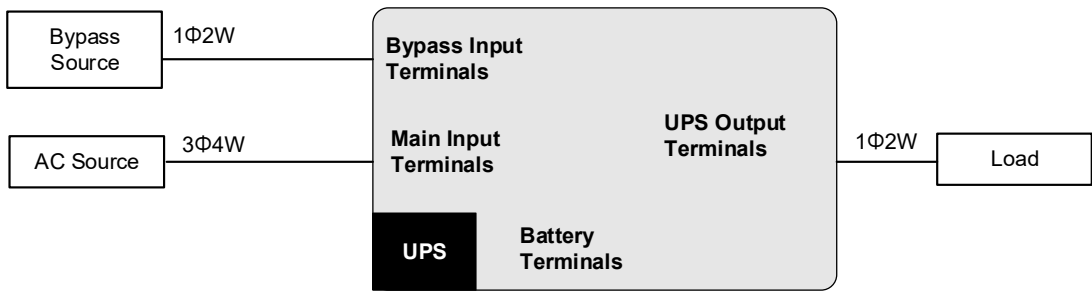 Bypass
Source
1Φ2W
Bypass Input
Terminals
AC Source
3Φ4W
Main Input
Terminals
UPS Output
Terminals
1Φ2W
Load
UPS
Battery
Terminals